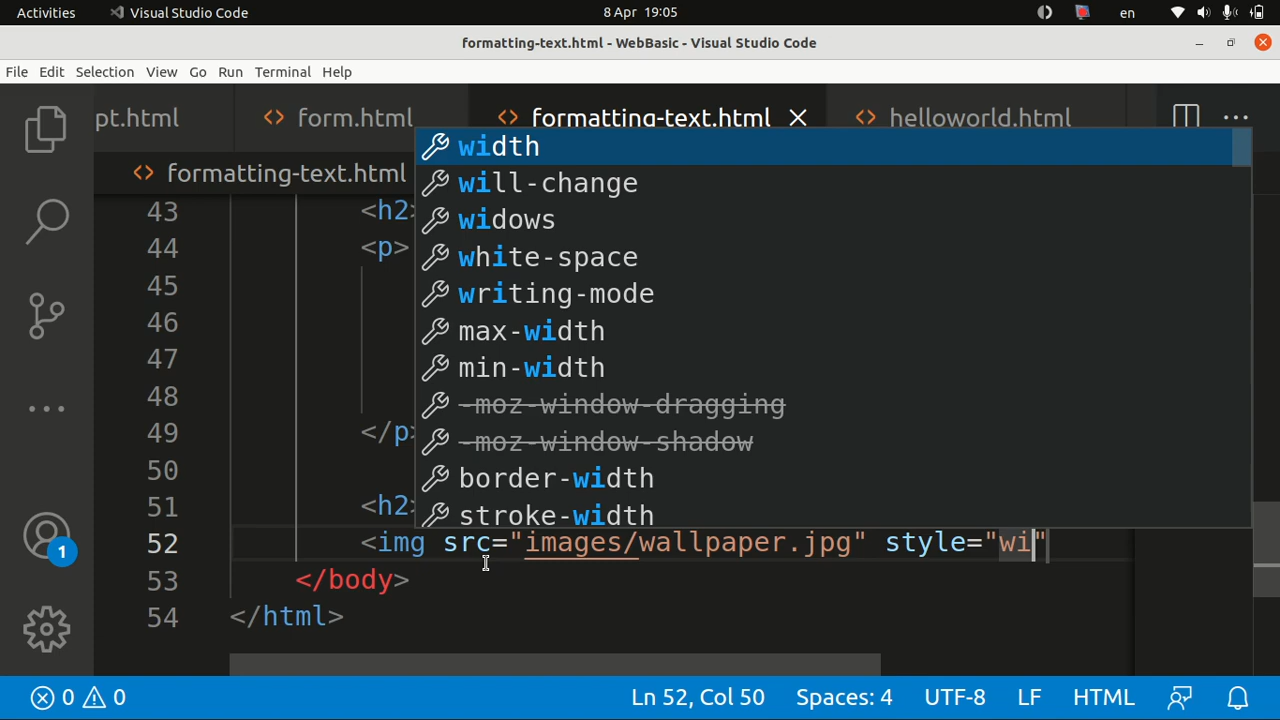 Activities Visual Studio Code 8 Apr 19:05 en
formatting-text.html - WebBasic - Visual Studio Code
File Edit Selection View Go Run Terminal Help
pt.html <> form.html <> formatting-text.html <> helloworld.html ...
<> formatting-text.html
width
will-change
widows
white-space
writing-mode
max-width
min-width
-moz-window-dragging
-moz-window-shadow
border-width
stroke-width
43 <h2>
44 <p>
45
46
47
48
49 </p>
50
51 <h2>
52 <img src="images/wallpaper.jpg" style="wi"
53 </body>
54 </html>
1
0 0 Ln 52, Col 50 Spaces: 4 UTF-8 LF HTML